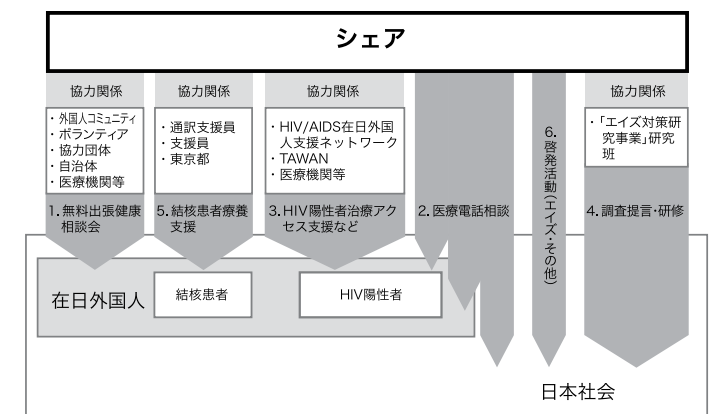 シェア
協力関係
・外国人コミュニティ
・ボランティア
・協力団体
・自治体
・医療機関等
1. 無料出張健康
相談会
協力関係
・通訳支援員
・支援員
・東京都
5. 結核患者療養
支援
協力関係
・HIV/AIDS在日外国
人支援ネットワーク
・TAWAN
・医療機関等
3. HIV陽性者治療アク
セス支援など
2. 医療電話相談
6. 啓発活動(エイズ・その他)
協力関係
・「エイズ対策研
究事業」研究
班
4. 調査提言・研修
在日外国人
結核患者
HIV陽性者
日本社会